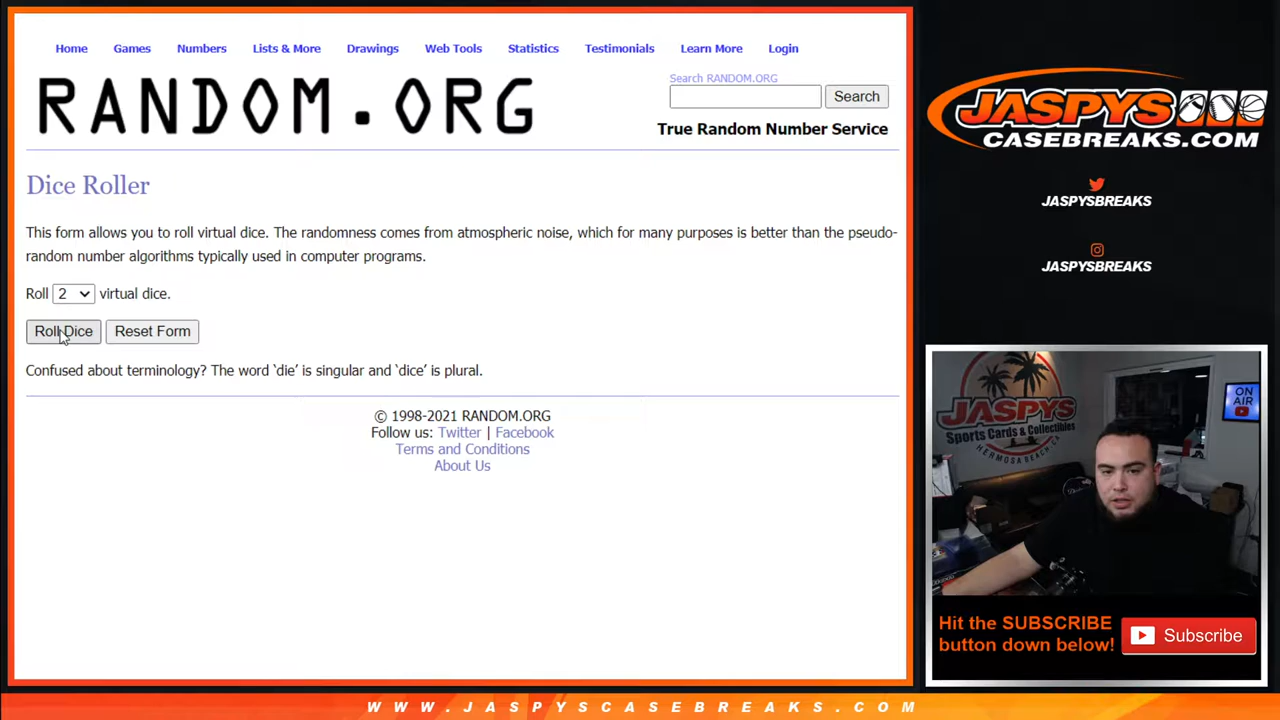 Home Games Numbers Lists & More Drawings Web Tools Statistics Testimonials Learn More Login
RANDOM.ORG
Search RANDOM.ORG
Search
True Random Number Service
Dice Roller
This form allows you to roll virtual dice. The randomness comes from atmospheric noise, which for many purposes is better than the pseudo-
random number algorithms typically used in computer programs.
Roll 2 virtual dice.
Roll Dice Reset Form
Confused about terminology? The word ‘die’ is singular and ‘dice’ is plural.
© 1998-2021 RANDOM.ORG
Follow us: Twitter | Facebook
Terms and Conditions
About Us
JASPYS
CASEBREAKS.COM
JASPYSBREAKS
JASPYSBREAKS
JASPYS
Sports Cards & Collectibles
HERMOSA BEACH, CA
ON
AIR
Hit the SUBSCRIBE
button down below!
Subscribe
WWW.JASPYSCASEBREAKS.COM